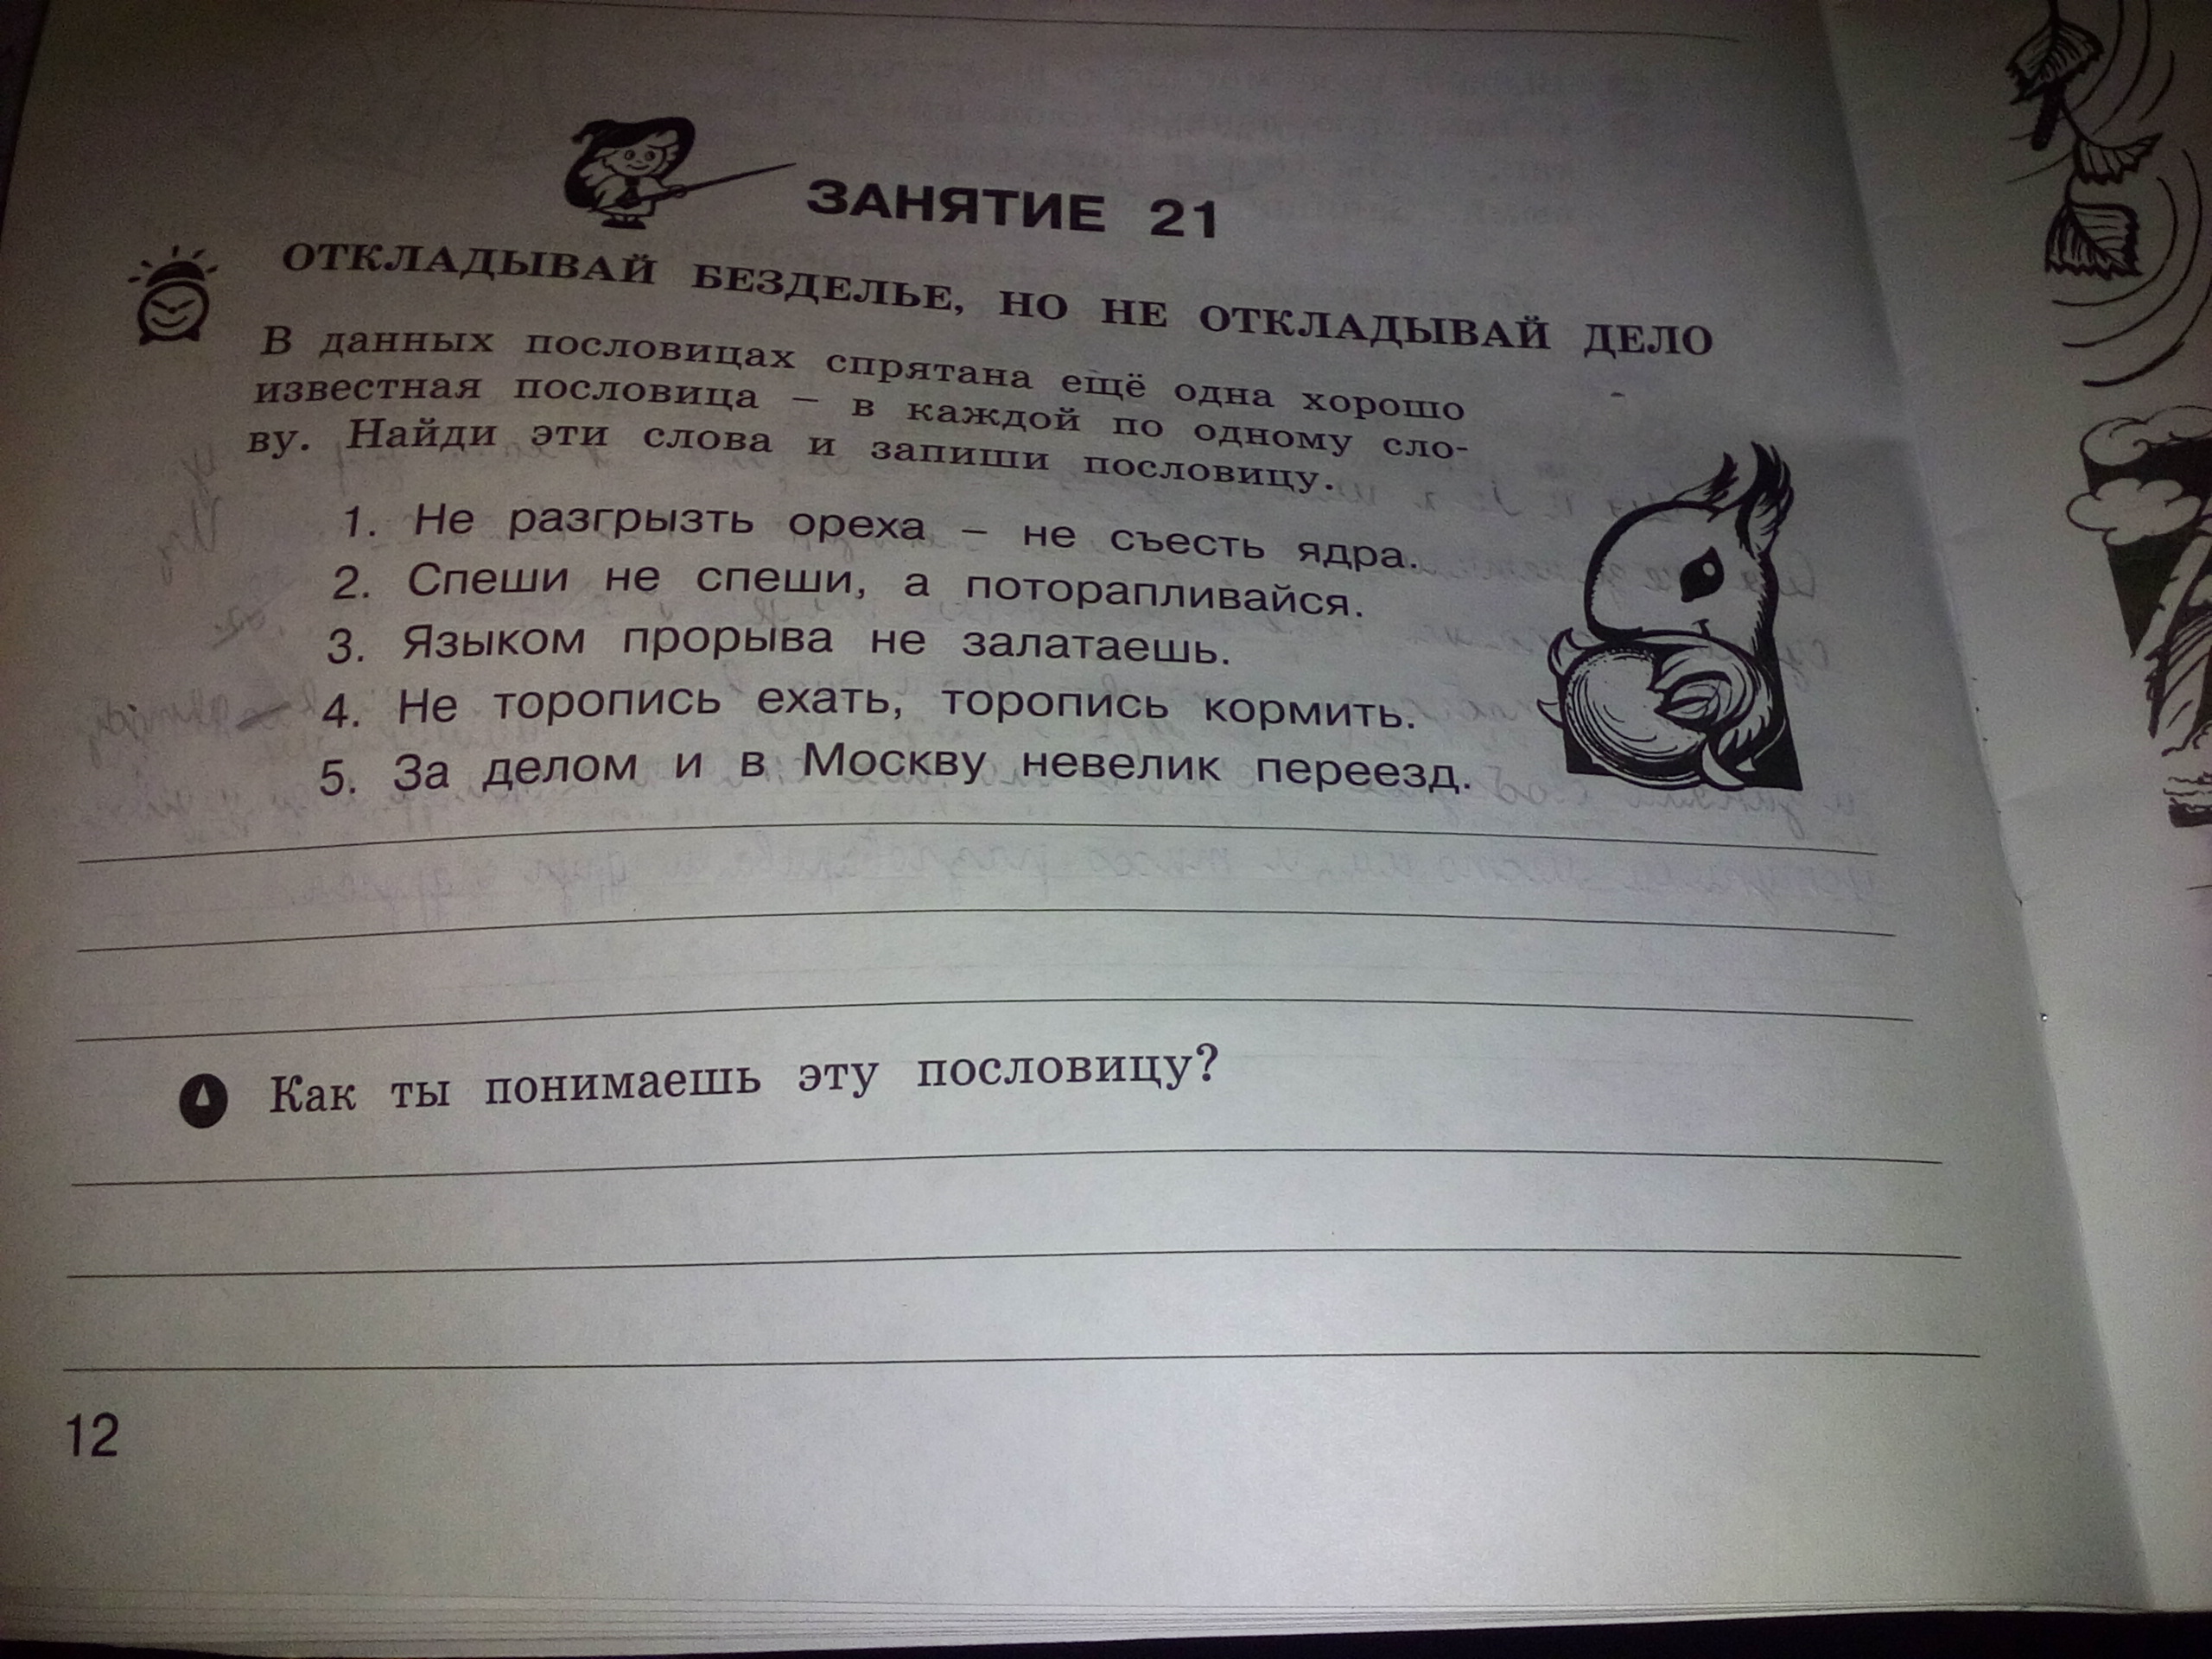 ЗАНЯТИЕ 21
ОТКЛАДЫВАЙ БЕЗДЕЛЬЕ, НО НЕ ОТКЛАДЫВАЙ ДЕЛО
В данных пословицах спрятана ещё одна хорошо
известная пословица – в каждой по одному сло-
ву. Найди эти слова и запиши пословицу.
1. Не разгрызть ореха – не съесть ядра.
2. Спеши не спеши, а поторапливайся.
3. Языком прорыва не залатаешь.
4. Не торопись ехать, торопись кормить.
5. За делом и в Москву невелик переезд.
Как ты понимаешь эту пословицу?
12